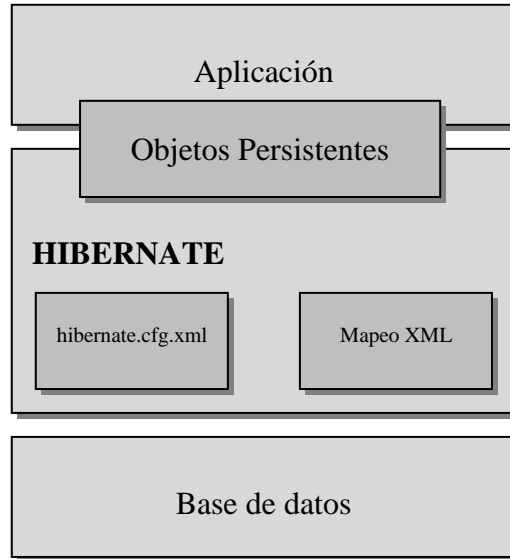 Aplicación
Objetos Persistentes
HIBERNATE
hibernate.cfg.xml
Mapeo XML
Base de datos